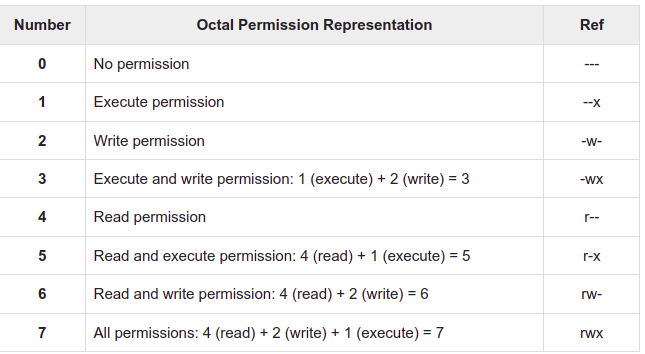 Number Octal Permission Representation Ref
0 No permission ---
1 Execute permission --x
2 Write permission -w-
3 Execute and write permission: 1 (execute) + 2 (write) = 3 -wx
4 Read permission r--
5 Read and execute permission: 4 (read) + 1 (execute) = 5 r-x
6 Read and write permission: 4 (read) + 2 (write) = 6 rw-
7 All permissions: 4 (read) + 2 (write) + 1 (execute) = 7 rwx